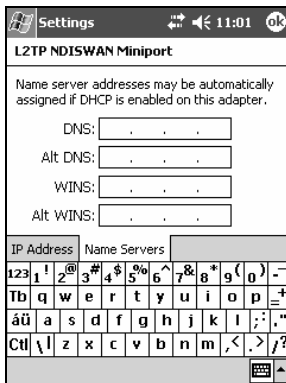 Settings 11:01 ok
L2TP NDISWAN Miniport
Name server addresses may be automatically
assigned if DHCP is enabled on this adapter.
DNS: . . .
Alt DNS: . . .
WINS: . . .
Alt WINS: . . .
IP Address Name Servers
123 1 ! 2 @ 3 # 4 $ 5 % 6 ^ 7 & 8 * 9 ( 0 ) - _
Tb q w e r t y u i o p = +
áü a s d f g h j k l ; : ' "
Ctl \ | z x c v b n m , < . > / ?